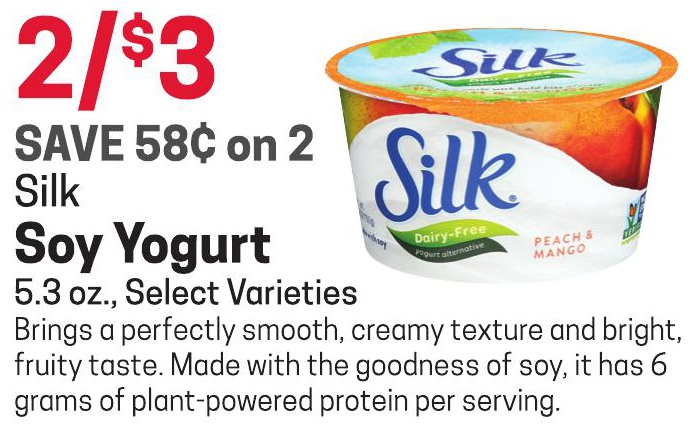 2/$3
SAVE 58¢ on 2
Silk
Soy Yogurt
5.3 oz., Select Varieties
Brings a perfectly smooth, creamy texture and bright,
fruity taste. Made with the goodness of soy, it has 6
grams of plant-powered protein per serving.
Silk
Dairy-Free
Silk
Dairy-Free
yogurt alternative
PEACH &
MANGO